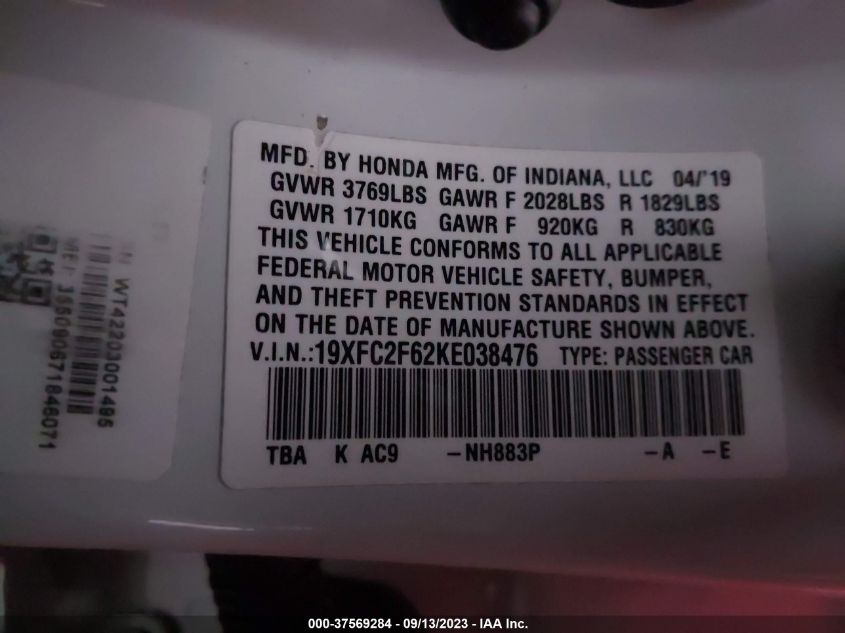 MFD. BY HONDA MFG. OF INDIANA, LLC 04/'19
GVWR 3769LBS GAWR F 2028LBS R 1829LBS
GVWR 1710KG GAWR F 920KG R 830KG
THIS VEHICLE CONFORMS TO ALL APPLICABLE
FEDERAL MOTOR VEHICLE SAFETY, BUMPER,
AND THEFT PREVENTION STANDARDS IN EFFECT
ON THE DATE OF MANUFACTURE SHOWN ABOVE.
V.I.N.:19XFC2F62KE038476 TYPE: PASSENGER CAR
TBA K AC9 -NH883P -A -E
WT42203001495
000-37569284 - 09/13/2023 - IAA Inc.